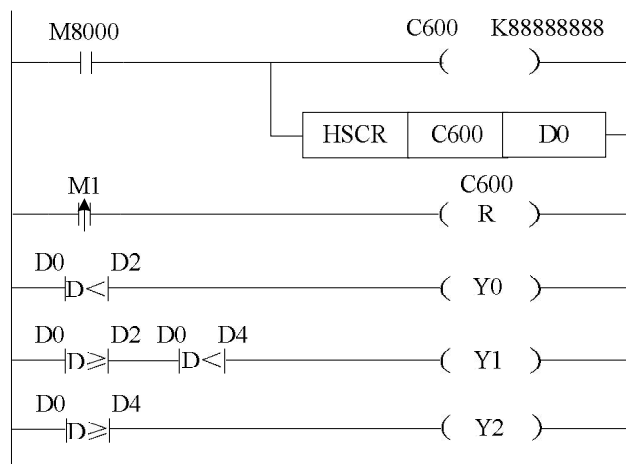 M8000 C600 K88888888
HSCR C600 D0
M1 C600
R
D0 D2
D< Y0
D0 D2 D0 D4
D≥ D< Y1
D0 D4
D≥ Y2